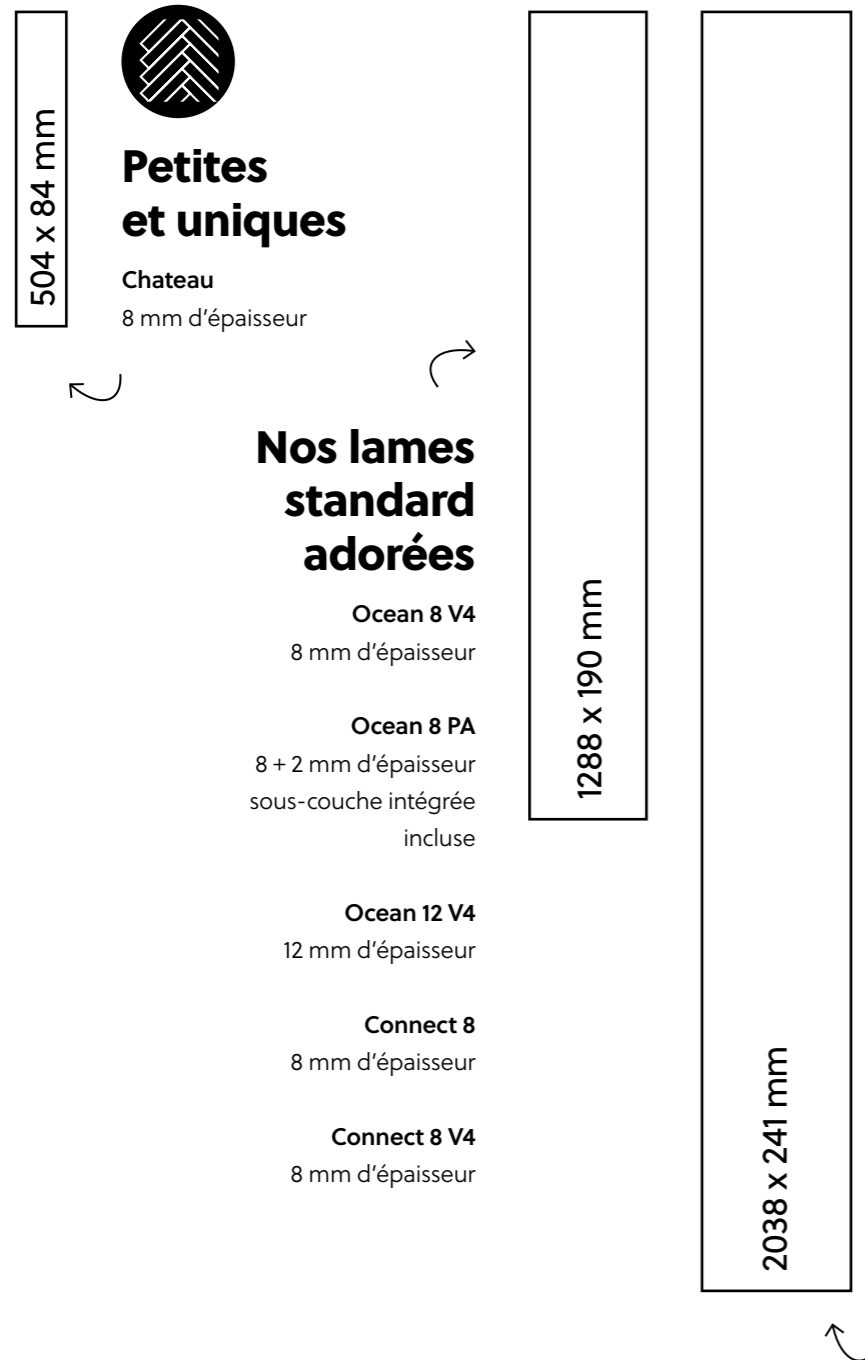 504 x 84 mm
Petites
et uniques
Chateau
8 mm d'épaisseur
Nos lames
standard
adorées
Ocean 8 V4
8 mm d'épaisseur
Ocean 8 PA
8 + 2 mm d'épaisseur
sous-couche intégrée
incluse
Ocean 12 V4
12 mm d'épaisseur
Connect 8
8 mm d'épaisseur
Connect 8 V4
8 mm d'épaisseur
1288 x 190 mm
2038 x 241 mm